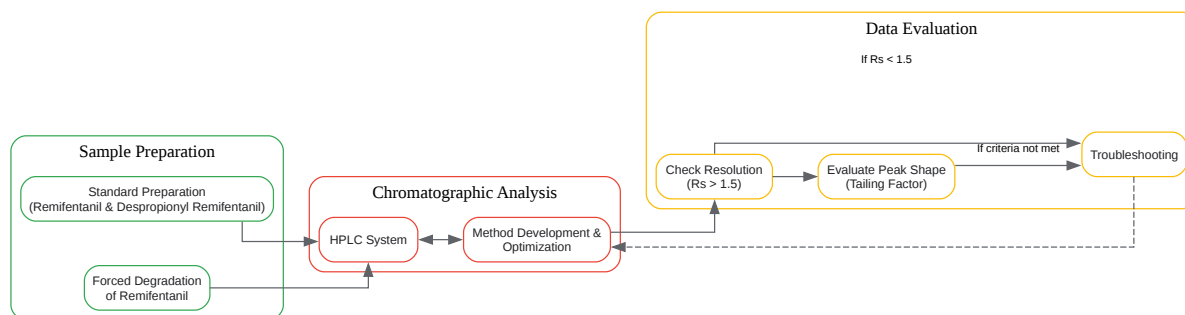 Sample Preparation
Standard Preparation
(Remifentanil & Despropionyl Remifentanil)
Forced Degradation
of Remifentanil
Chromatographic Analysis
HPLC System
Method Development &
Optimization
Data Evaluation
If Rs < 1.5
Check Resolution
(Rs > 1.5)
Evaluate Peak Shape
(Tailing Factor)
If criteria not met
Troubleshooting